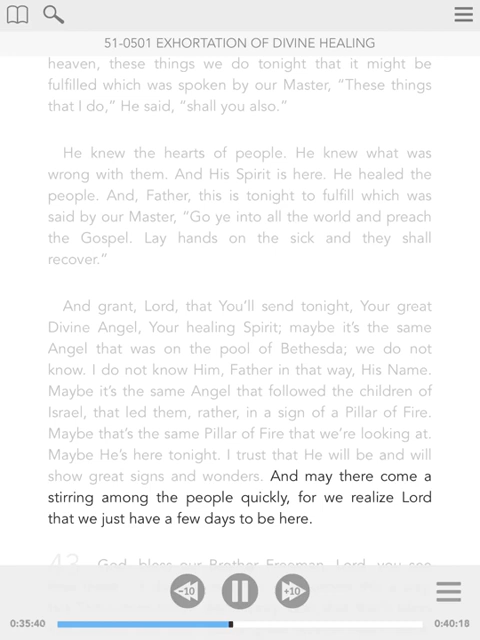 51-0501 EXHORTATION OF DIVINE HEALING
heaven, these things we do tonight that it might be
fulfilled which was spoken by our Master, “These things
that I do,” He said, “shall you also.”
He knew the hearts of people. He knew what was
wrong with them. And His Spirit is here. He healed the
people. And, Father, this is tonight to fulfill which was
said by our Master, “Go ye into all the world and preach
the Gospel. Lay hands on the sick and they shall
recover.”
And grant, Lord, that You’ll send tonight, Your great
Divine Angel, Your healing Spirit; maybe it’s the same
Angel that was on the pool of Bethesda; we do not
know. I do not know Him, Father in that way, His Name.
Maybe it’s the same Angel that followed the children of
Israel, that led them, rather, in a sign of a Pillar of Fire.
Maybe that’s the same Pillar of Fire that we’re looking at.
Maybe He’s here tonight. I trust that He will be and will
show great signs and wonders. And may there come a
stirring among the people quickly, for we realize Lord
that we just have a few days to be here.
43 God, bless our Brother Freeman. Lord, you see
-10 +10
0:35:40 0:40:18